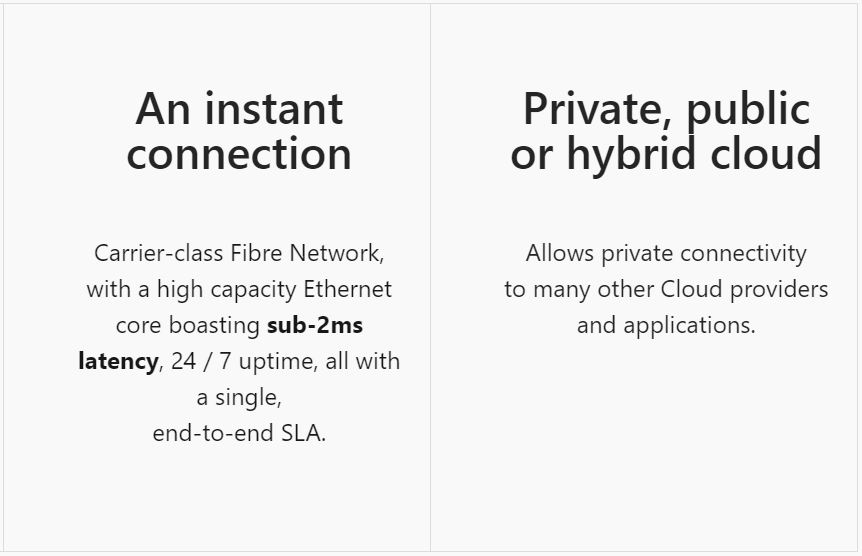 An instant
connection
Carrier-class Fibre Network,
with a high capacity Ethernet
core boasting sub-2ms
latency, 24 / 7 uptime, all with
a single,
end-to-end SLA.
Private, public
or hybrid cloud
Allows private connectivity
to many other Cloud providers
and applications.